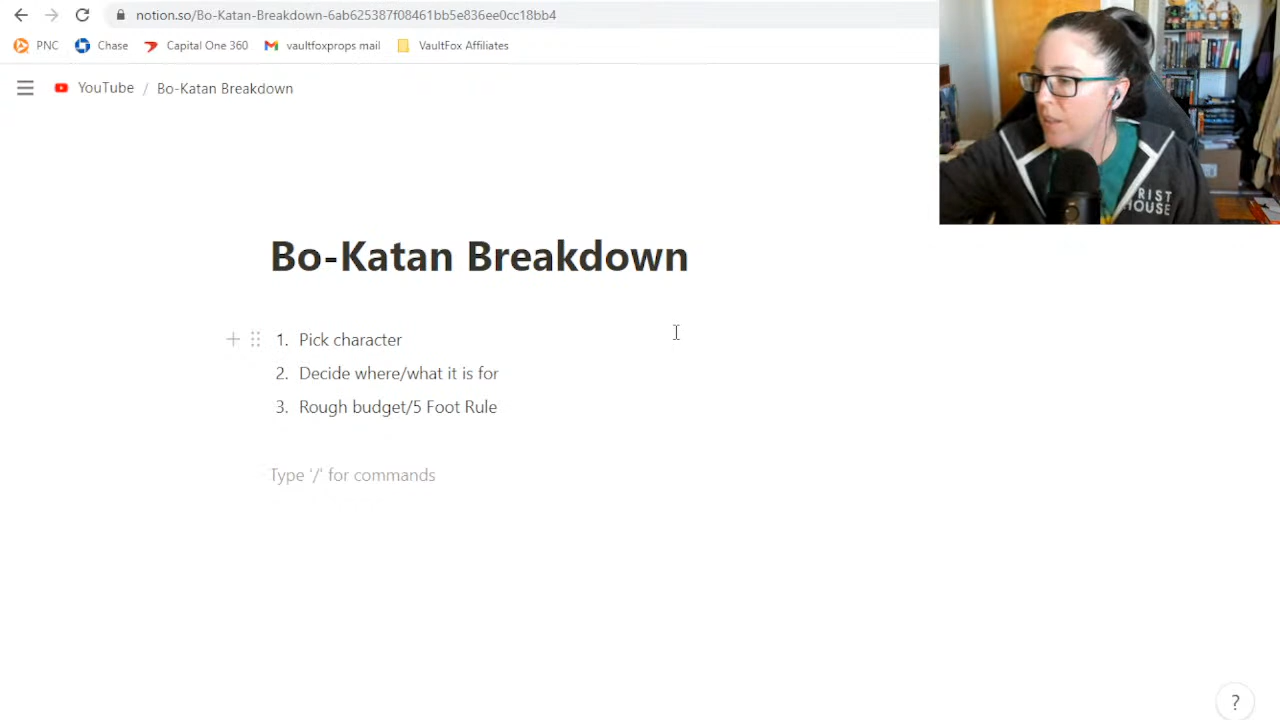 notion.so/Bo-Katan-Breakdown-6ab625387f08461bb5e836ee0cc18bb4
PNC Chase Capital One 360 vaultfoxprops mail VaultFox Affiliates
YouTube / Bo-Katan Breakdown
RIST
HOUSE
Bo-Katan Breakdown
1. Pick character
2. Decide where/what it is for
3. Rough budget/5 Foot Rule
Type '/' for commands
?